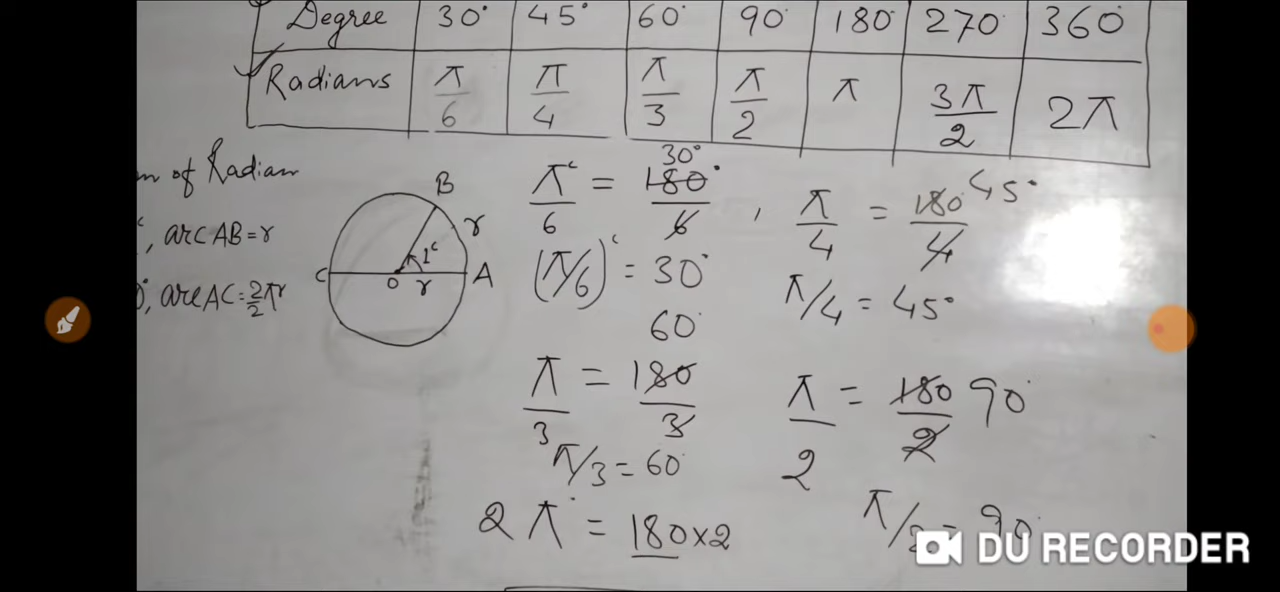 Degree 30° 45° 60° 90° 180° 270° 360°
Radians π/6 π/4 π/3 π/2 π 3π/2 2π
of Radian
, arc AB = r
, arc AC = 2/2 πr
B
r
1ᶜ
C
O
r
A
πᶜ/6 = 180°/6 30°
(π/6)ᶜ = 30°
, π/4 = 180/4 45°
π/4 = 45°
60°
π/3 = 180/3
π/3 = 60°
π/2 = 180/2 90°
π/2 = 90°
2π = 180×2
DU RECORDER